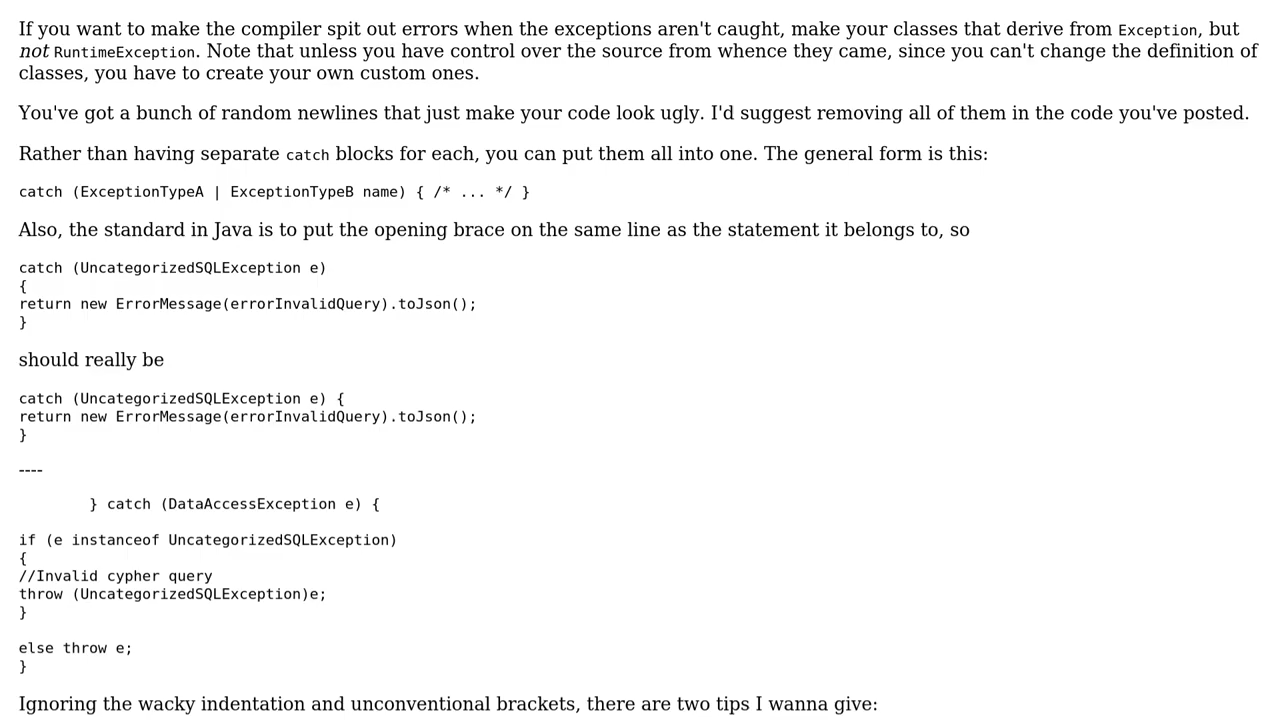 If you want to make the compiler spit out errors when the exceptions aren't caught, make your classes that derive from Exception, but
not RuntimeException. Note that unless you have control over the source from whence they came, since you can't change the definition of
classes, you have to create your own custom ones.
You've got a bunch of random newlines that just make your code look ugly. I'd suggest removing all of them in the code you've posted.
Rather than having separate catch blocks for each, you can put them all into one. The general form is this:
catch (ExceptionTypeA | ExceptionTypeB name) { /* ... */ }
Also, the standard in Java is to put the opening brace on the same line as the statement it belongs to, so
catch (UncategorizedSQLException e)
{
return new ErrorMessage(errorInvalidQuery).toJson();
}
should really be
catch (UncategorizedSQLException e) {
return new ErrorMessage(errorInvalidQuery).toJson();
}
----
} catch (DataAccessException e) {
if (e instanceof UncategorizedSQLException)
{
//Invalid cypher query
throw (UncategorizedSQLException)e;
}
else throw e;
}
Ignoring the wacky indentation and unconventional brackets, there are two tips I wanna give: